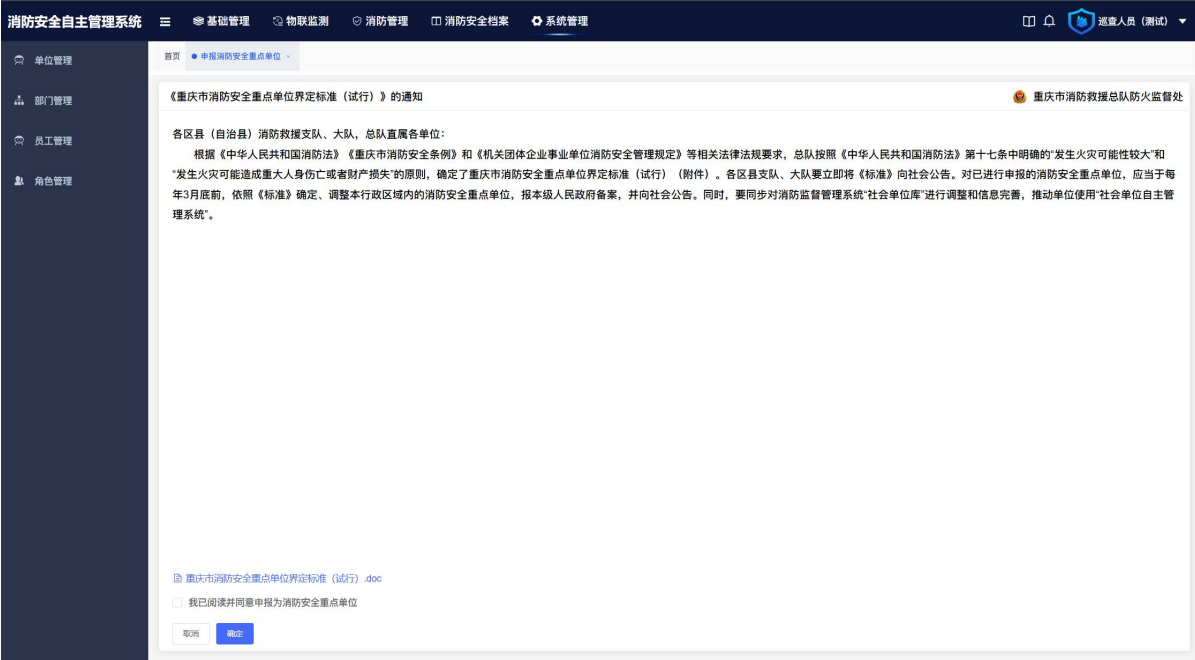 消防安全自主管理系统 基础管理 物联监测 消防管理 消防安全档案 系统管理 巡查人员（测试）
单位管理
部门管理
员工管理
角色管理
首页 申报消防安全重点单位 ×
《重庆市消防安全重点单位界定标准（试行）》的通知 重庆市消防救援总队防火监督处
各区县（自治县）消防救援支队、大队，总队直属各单位：
根据《中华人民共和国消防法》《重庆市消防安全条例》和《机关团体企业事业单位消防安全管理规定》等相关法律法规要求，总队按照《中华人民共和国消防法》第十七条中明确的“发生火灾可能性较大”和
“发生火灾可能造成重大人身伤亡或者财产损失”的原则，确定了重庆市消防安全重点单位界定标准（试行）（附件）。各区县支队、大队要立即将《标准》向社会公告。对已进行申报的消防安全重点单位，应当于每
年3月底前，依照《标准》确定、调整本行政区域内的消防安全重点单位，报本级人民政府备案，并向社会公告。同时，要同步对消防监督管理系统“社会单位库”进行调整和信息完善，推动单位使用“社会单位自主管
理系统”。
重庆市消防安全重点单位界定标准（试行）.doc
我已阅读并同意申报为消防安全重点单位
取消 确定